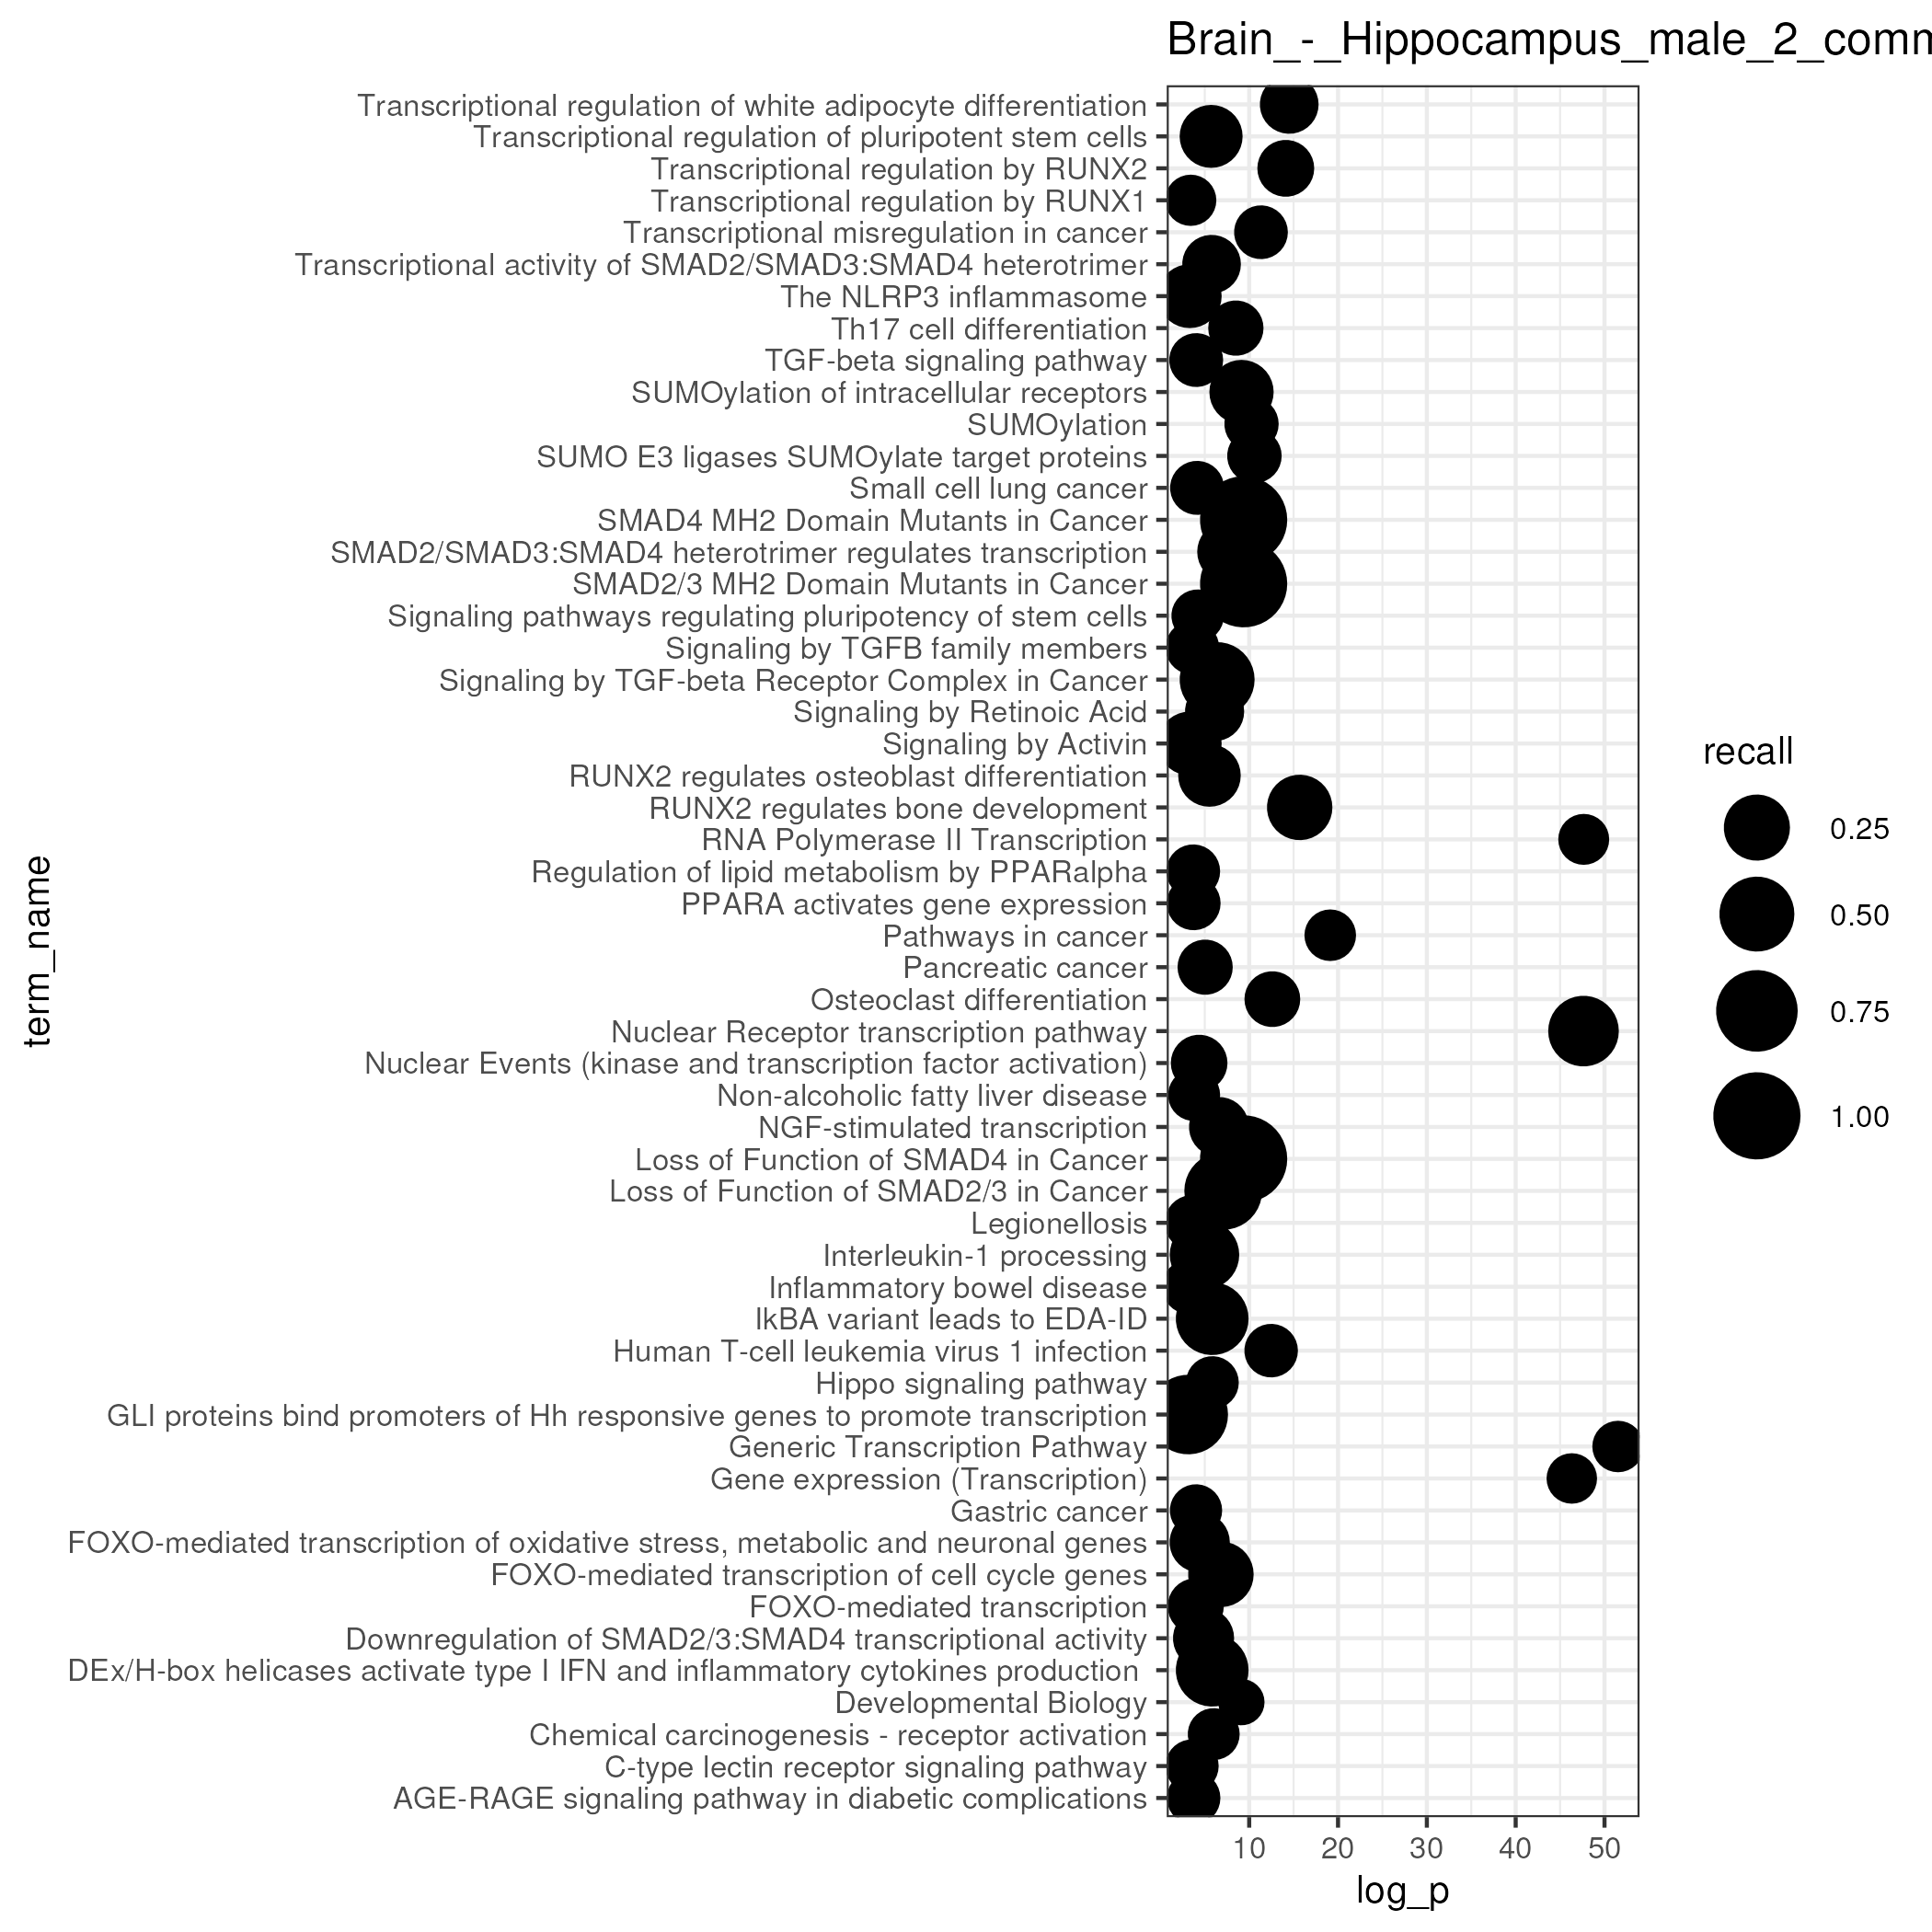 Brain_-_Hippocampus_male_2_comm
Transcriptional regulation of white adipocyte differentiation
Transcriptional regulation of pluripotent stem cells
Transcriptional regulation by RUNX2
Transcriptional regulation by RUNX1
Transcriptional misregulation in cancer
Transcriptional activity of SMAD2/SMAD3:SMAD4 heterotrimer
The NLRP3 inflammasome
Th17 cell differentiation
TGF-beta signaling pathway
SUMOylation of intracellular receptors
SUMOylation
SUMO E3 ligases SUMOylate target proteins
Small cell lung cancer
SMAD4 MH2 Domain Mutants in Cancer
SMAD2/SMAD3:SMAD4 heterotrimer regulates transcription
SMAD2/3 MH2 Domain Mutants in Cancer
Signaling pathways regulating pluripotency of stem cells
Signaling by TGFB family members
Signaling by TGF-beta Receptor Complex in Cancer
Signaling by Retinoic Acid
Signaling by Activin
RUNX2 regulates osteoblast differentiation
RUNX2 regulates bone development
RNA Polymerase II Transcription
Regulation of lipid metabolism by PPARalpha
PPARA activates gene expression
Pathways in cancer
Pancreatic cancer
Osteoclast differentiation
Nuclear Receptor transcription pathway
Nuclear Events (kinase and transcription factor activation)
Non-alcoholic fatty liver disease
NGF-stimulated transcription
Loss of Function of SMAD4 in Cancer
Loss of Function of SMAD2/3 in Cancer
Legionellosis
Interleukin-1 processing
Inflammatory bowel disease
IkBA variant leads to EDA-ID
Human T-cell leukemia virus 1 infection
Hippo signaling pathway
GLI proteins bind promoters of Hh responsive genes to promote transcription
Generic Transcription Pathway
Gene expression (Transcription)
Gastric cancer
FOXO-mediated transcription of oxidative stress, metabolic and neuronal genes
FOXO-mediated transcription of cell cycle genes
FOXO-mediated transcription
Downregulation of SMAD2/3:SMAD4 transcriptional activity
DEx/H-box helicases activate type I IFN and inflammatory cytokines production
Developmental Biology
Chemical carcinogenesis - receptor activation
C-type lectin receptor signaling pathway
AGE-RAGE signaling pathway in diabetic complications
term_name
10 20 30 40 50
log_p
recall
0.25
0.50
0.75
1.00